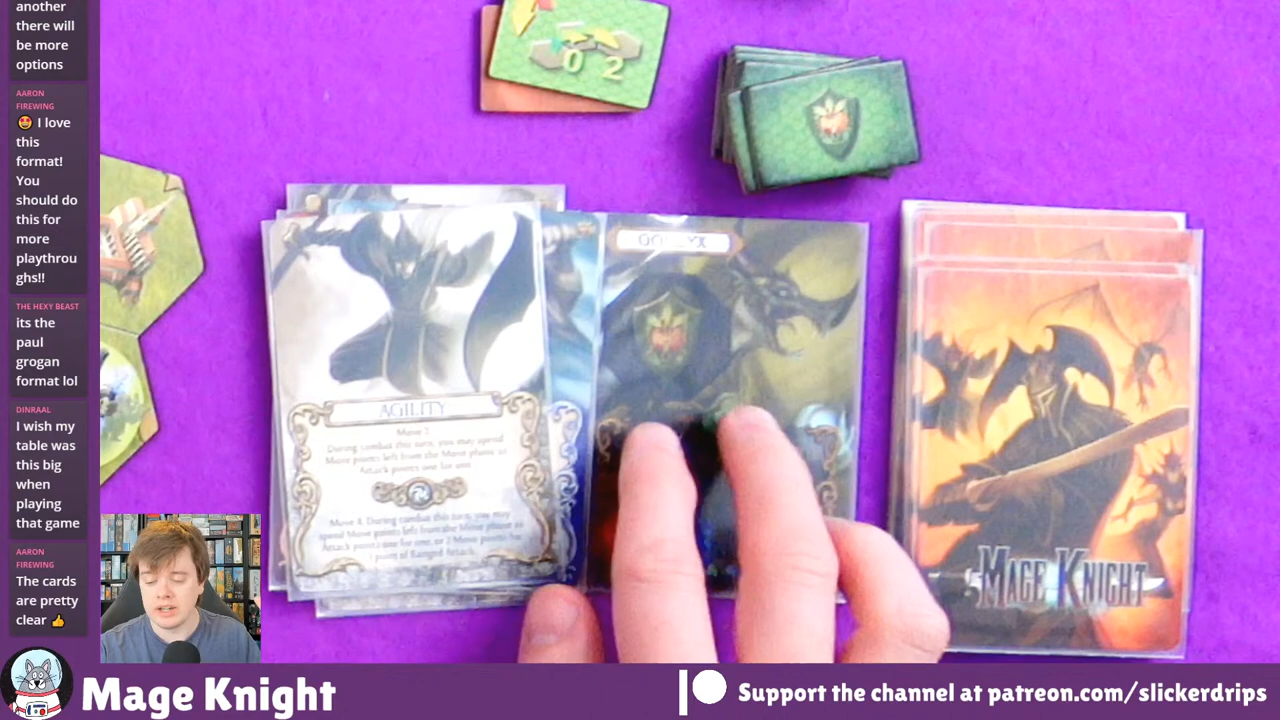 another
there will
be more
options
AARON
FIREWING
🤩 I love
this
format!
You
should do
this for
more
playthrou
ghs!!
THE HEXY BEAST
its the
paul
grogan
format lol
DINRAAL
I wish my
table was
this big
when
playing
that game
AARON
FIREWING
The cards
are pretty
clear 👍
0 2
AGILITY
Move 2.
During combat this turn, you may spend
Move points left from the Move phase as
Attack points one for one.
Move 4. During combat this turn, you may
spend Move points left from the Move phase as
Attack points one for one, or 2 Move points for
1 point of Ranged Attack.
MAGE KNIGHT
Mage Knight
Support the channel at patreon.com/slickerdrips